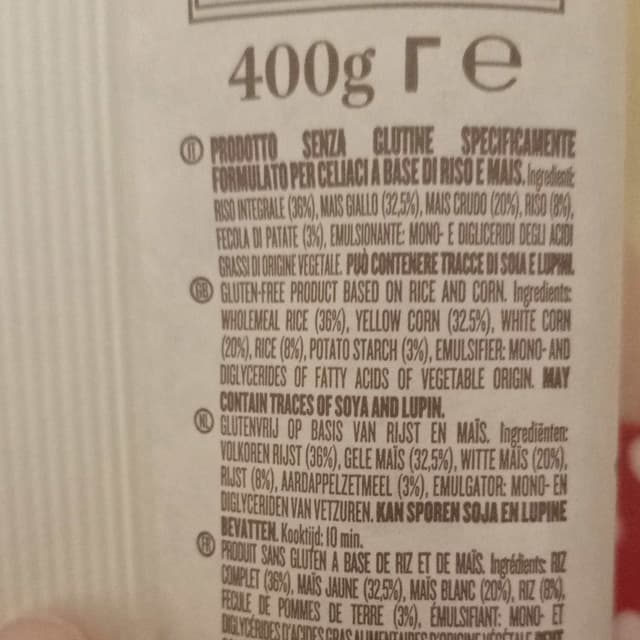 400g Γ e
IT PRODOTTO SENZA GLUTINE SPECIFICAMENTE
FORMULATO PER CELIACI A BASE DI RISO E MAIS. Ingredienti:
RISO INTEGRALE (36%), MAIS GIALLO (32,5%), MAIS CRUDO (20%), RISO (8%),
FECOLA DI PATATE (3%), EMULSIONANTE: MONO- E DIGLICERIDI DEGLI ACIDI
GRASSI DI ORIGINE VEGETALE. PUÒ CONTENERE TRACCE DI SOIA E LUPINI.
GB GLUTEN-FREE PRODUCT BASED ON RICE AND CORN. Ingredients:
WHOLEMEAL RICE (36%), YELLOW CORN (32.5%), WHITE CORN
(20%), RICE (8%), POTATO STARCH (3%), EMULSIFIER: MONO- AND
DIGLYCERIDES OF FATTY ACIDS OF VEGETABLE ORIGIN. MAY
CONTAIN TRACES OF SOYA AND LUPIN.
NL GLUTENVRIJ OP BASIS VAN RIJST EN MAÏS. Ingrediënten:
VOLKOREN RIJST (36%), GELE MAÏS (32,5%), WITTE MAÏS (20%),
RIJST (8%), AARDAPPELZETMEEL (3%), EMULGATOR: MONO- EN
DIGLYCERIDEN VAN VETZUREN. KAN SPOREN SOJA EN LUPINE
BEVATTEN. Kooktijd: 10 min.
FR PRODUIT SANS GLUTEN A BASE DE RIZ ET DE MAÏS. Ingrédients: RIZ
COMPLET (36%), MAÏS JAUNE (32,5%), MAÏS BLANC (20%), RIZ (8%),
FECULE DE POMMES DE TERRE (3%), ÉMULSIFIANT: MONO- ET
DIGLYCÉRIDES D'ACIDES GRAS ALIMENTAIRES D'ORIGINE VÉGÉTALE